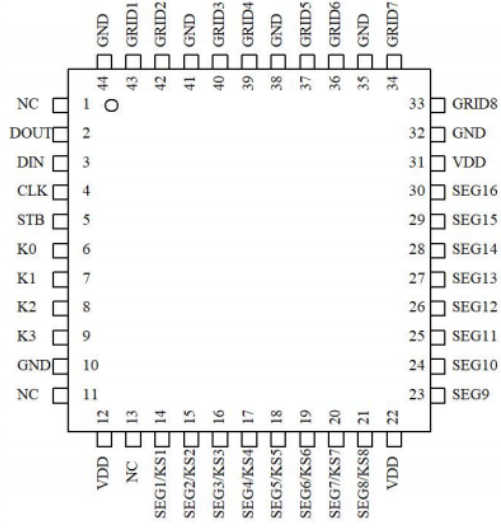 GND GRID1 GRID2 GND GRID3 GRID4 GND GRID5 GRID6 GND GRID7
44 43 42 41 40 39 38 37 36 35 34
NC 1 33 GRID8
DOUT 2 32 GND
DIN 3 31 VDD
CLK 4 30 SEG16
STB 5 29 SEG15
K0 6 28 SEG14
K1 7 27 SEG13
K2 8 26 SEG12
K3 9 25 SEG11
GND 10 24 SEG10
NC 11 23 SEG9
12 13 14 15 16 17 18 19 20 21 22
VDD NC SEG1/KS1 SEG2/KS2 SEG3/KS3 SEG4/KS4 SEG5/KS5 SEG6/KS6 SEG7/KS7 SEG8/KS8 VDD